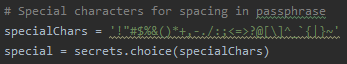 # Special characters for spacing in passphrase
specialChars = '!"#$%&()*+,-./:;<=>?@[\]^_`{|}~'
special = secrets.choice(specialChars)